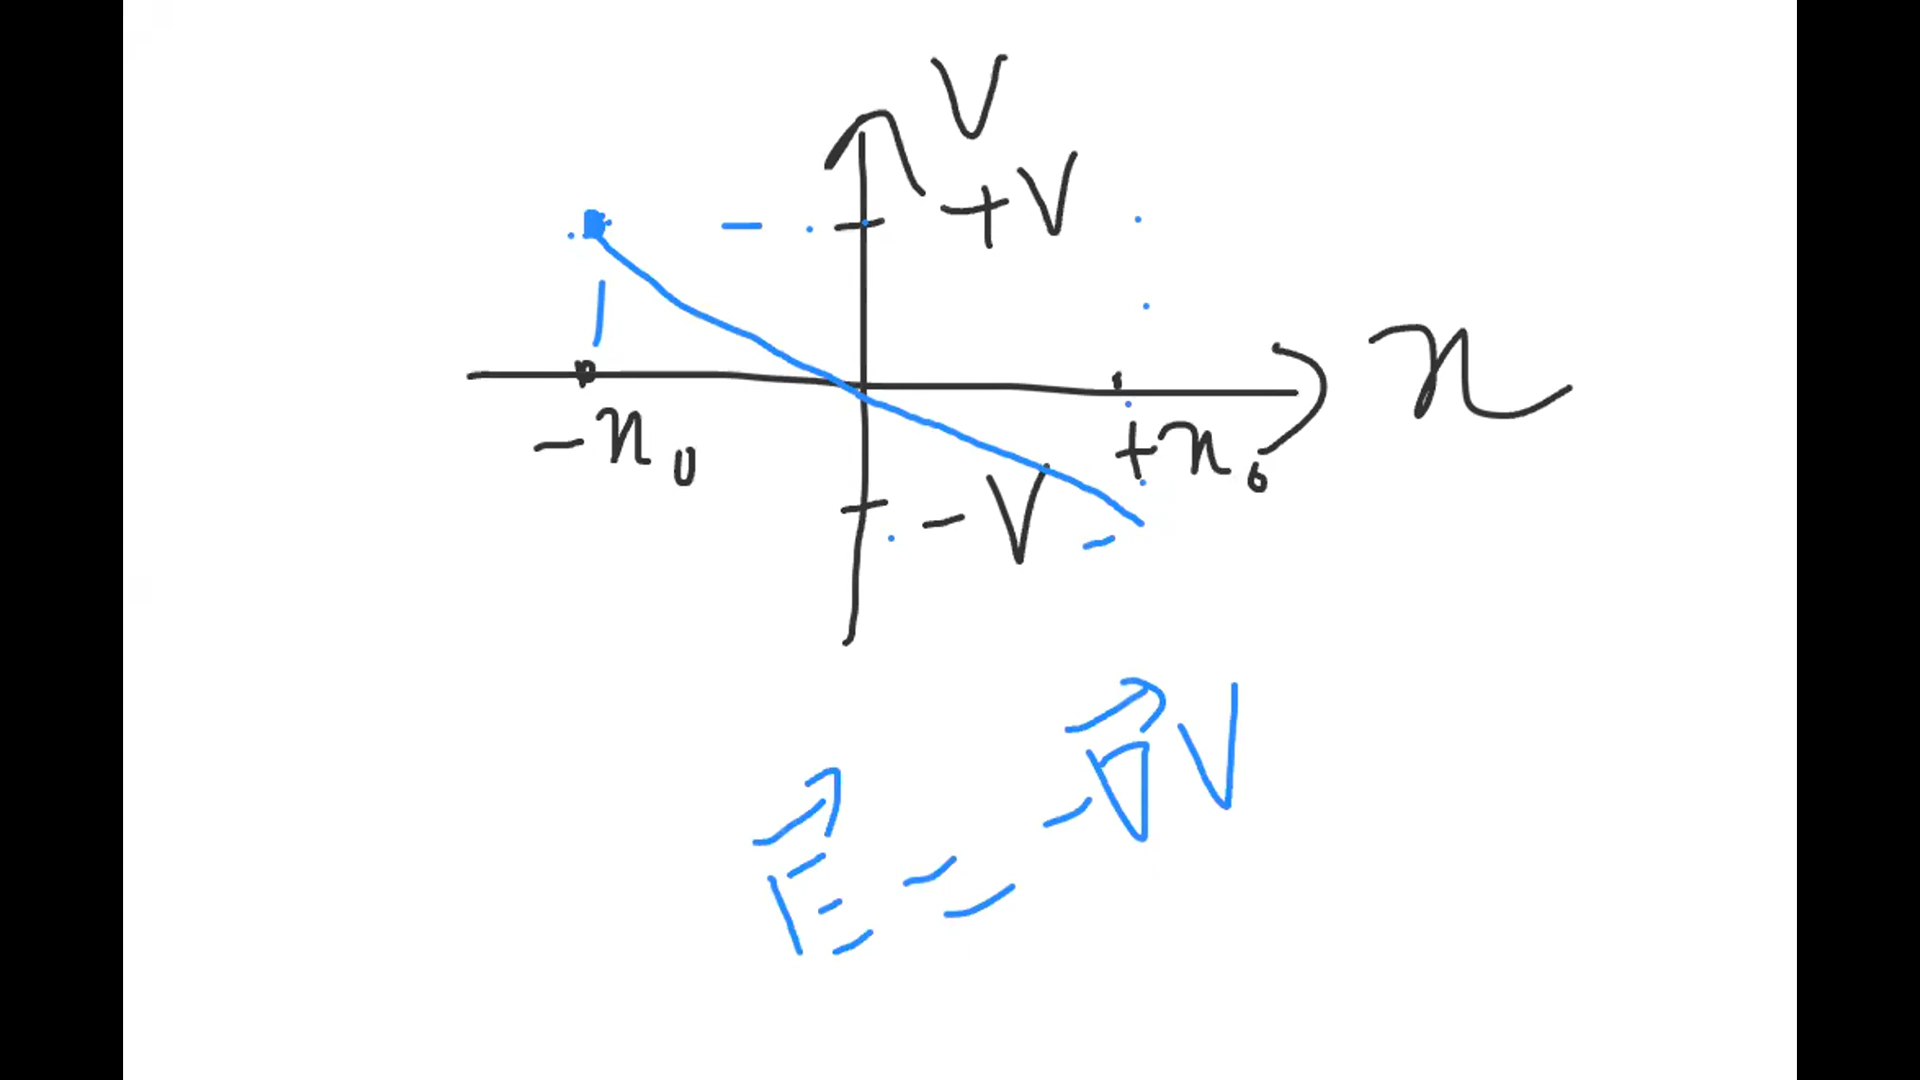 V
+V
x
-x₀
+x₀
-V
E⃗ = -∇⃗V